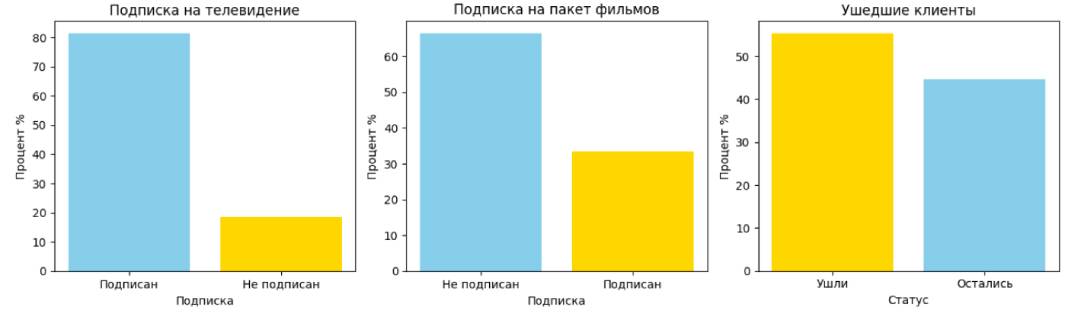 Подписка на телевидение
Процент %
80
70
60
50
40
30
20
10
0
Подписан
Не подписан
Подписка
Подписка на пакет фильмов
Процент %
60
50
40
30
20
10
0
Не подписан
Подписан
Подписка
Ушедшие клиенты
Процент %
50
40
30
20
10
0
Ушли
Остались
Статус